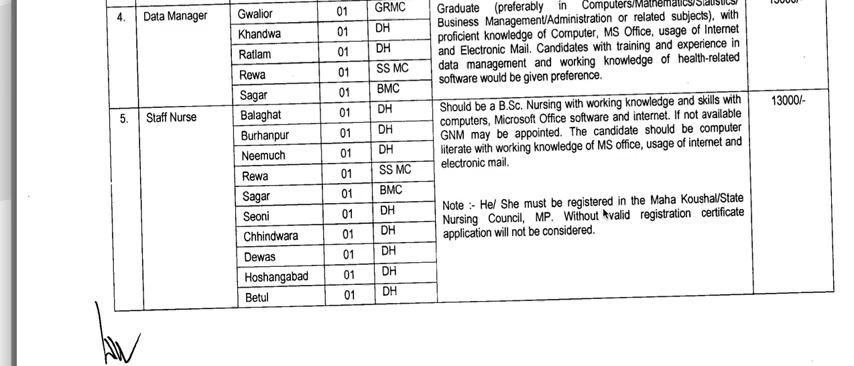 4. Data Manager Gwalior 01 GRMC Graduate (preferably in Computers/Mathematics/Statistics/
Business Management/Administration or related subjects), with
Khandwa 01 DH proficient knowledge of Computer, MS Office, usage of Internet
Ratlam 01 DH and Electronic Mail. Candidates with training and experience in
Rewa 01 SS MC data management and working knowledge of health-related
software would be given preference.
Sagar 01 BMC
5. Staff Nurse Balaghat 01 DH Should be a B.Sc. Nursing with working knowledge and skills with 13000/-
computers, Microsoft Office software and internet. If not available
Burhanpur 01 DH GNM may be appointed. The candidate should be computer
Neemuch 01 DH literate with working knowledge of MS office, usage of internet and
electronic mail.
Rewa 01 SS MC
Sagar 01 BMC Note :- He/ She must be registered in the Maha Koushal/State
Seoni 01 DH Nursing Council, MP. Without valid registration certificate
Chhindwara 01 DH application will not be considered.
Dewas 01 DH
Hoshangabad 01 DH
Betul 01 DH